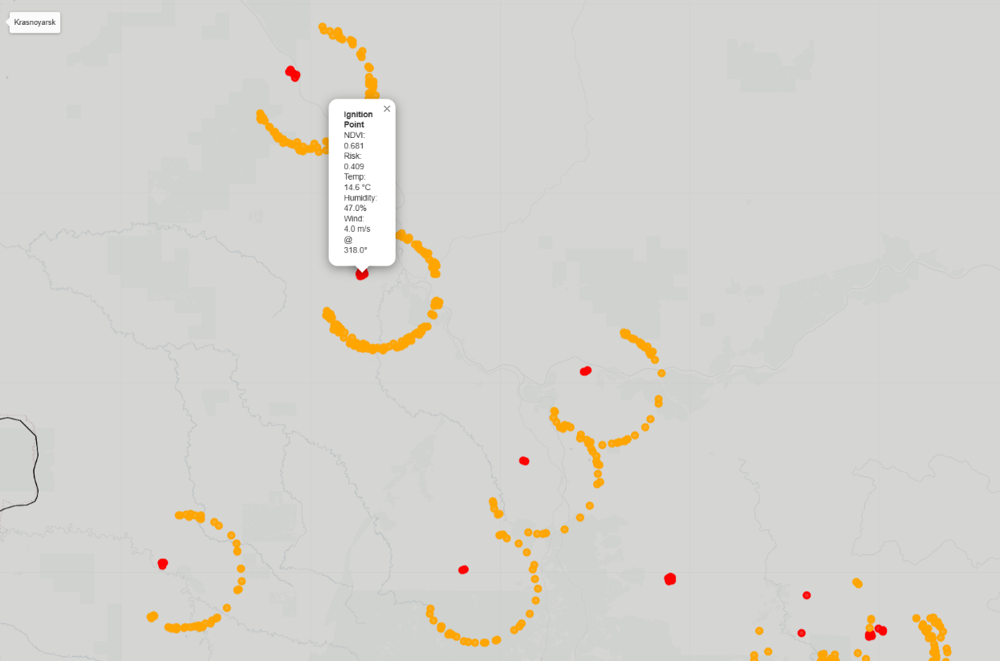 Krasnoyarsk
×
Ignition
Point
NDVI:
0.681
Risk:
0.409
Temp:
14.6 °C
Humidity:
47.0%
Wind:
4.0 m/s
@
318.0°